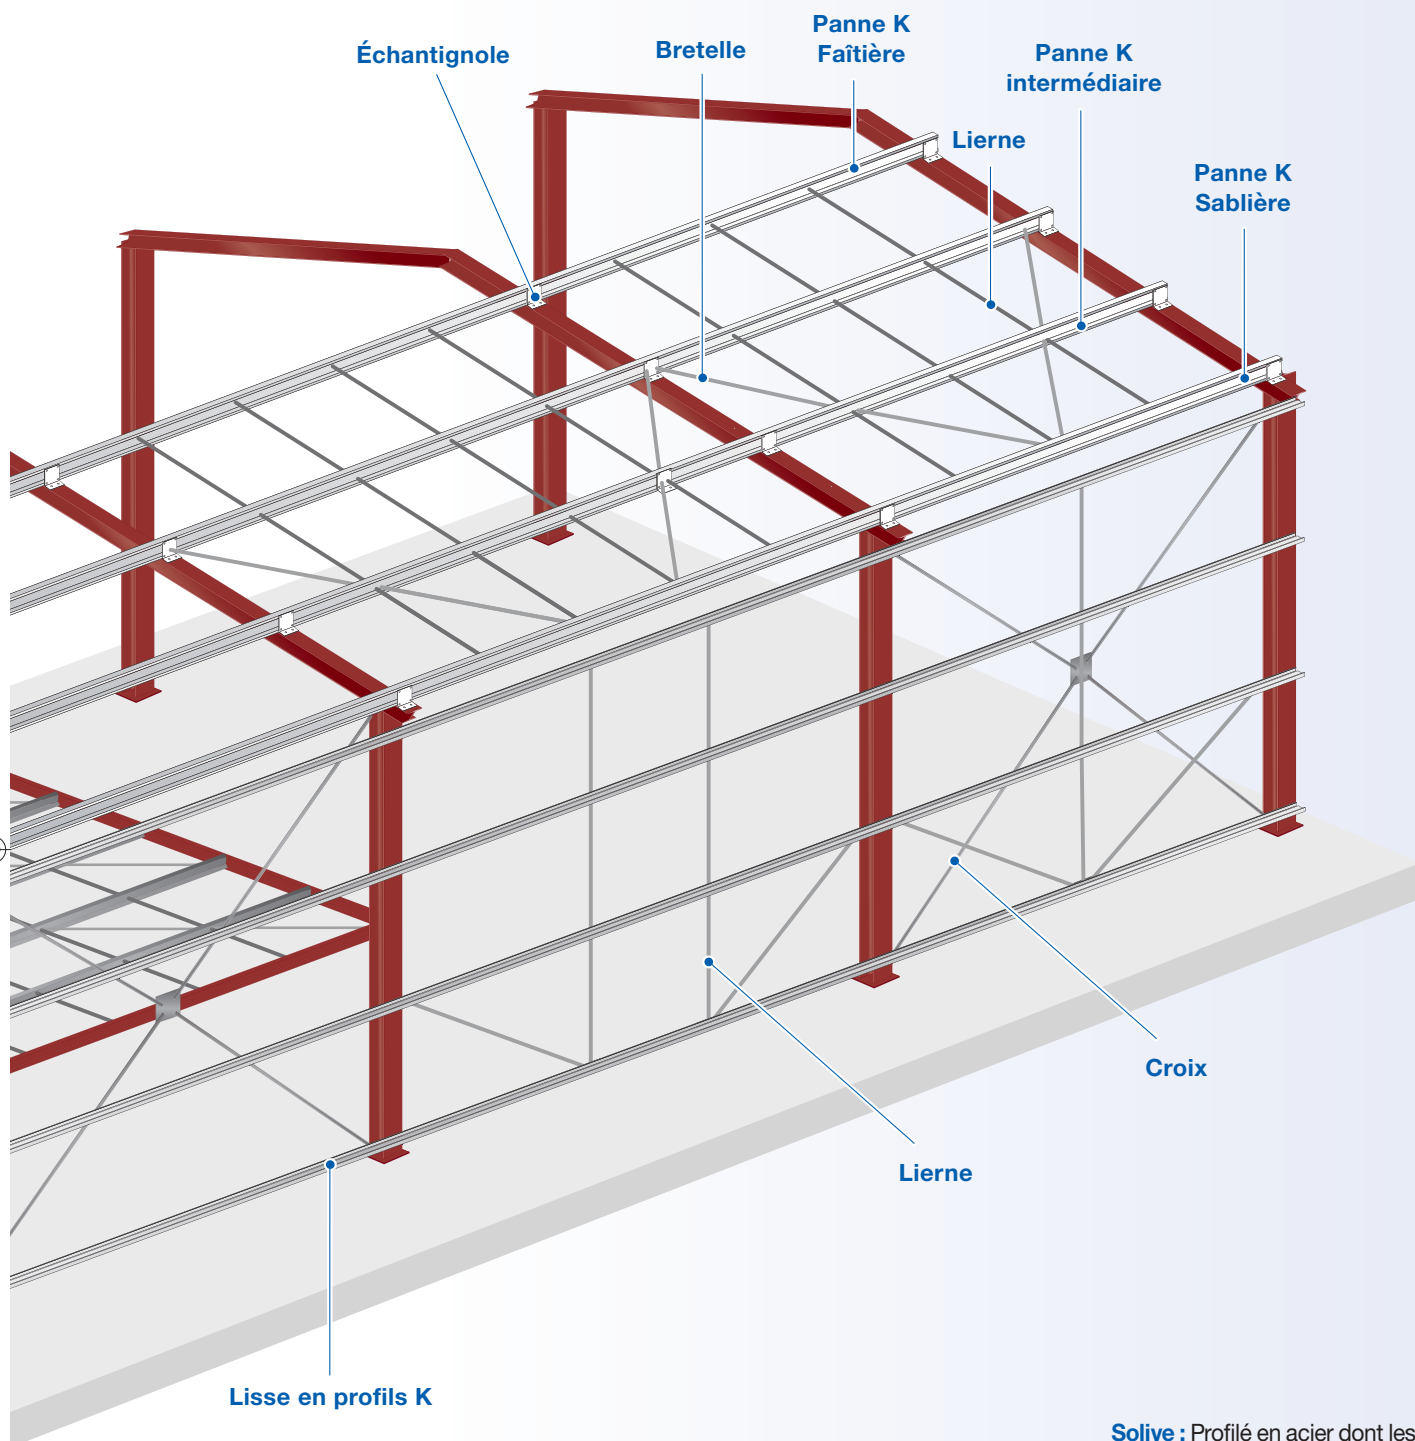 Panne K
Faîtière
Échantignole
Bretelle
Panne K
intermédiaire
Lierne
Panne K
Sablière
Croix
Lierne
Lisse en profils K
Solive : Profilé en acier dont les